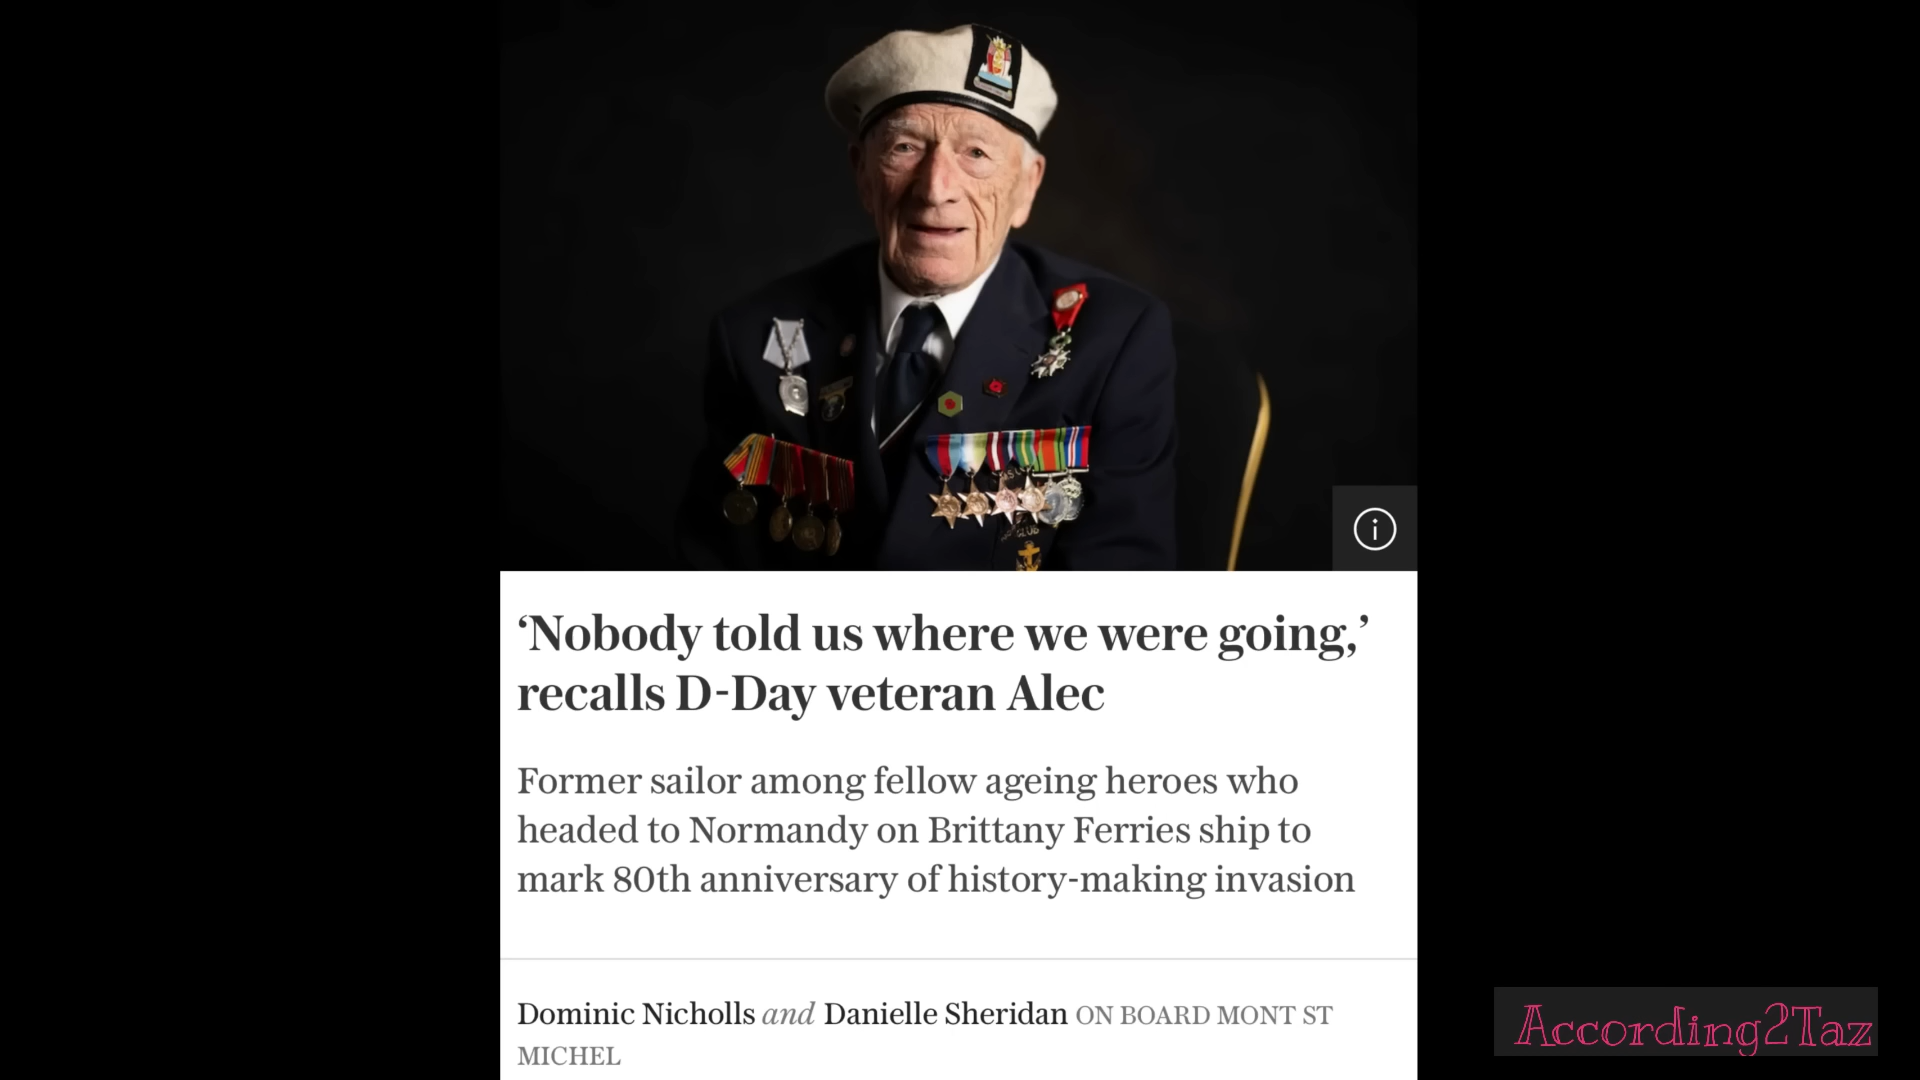 ‘Nobody told us where we were going,’
recalls D-Day veteran Alec
Former sailor among fellow ageing heroes who
headed to Normandy on Brittany Ferries ship to
mark 80th anniversary of history-making invasion
Dominic Nicholls and Danielle Sheridan ON BOARD MONT ST
MICHEL
According2Taz